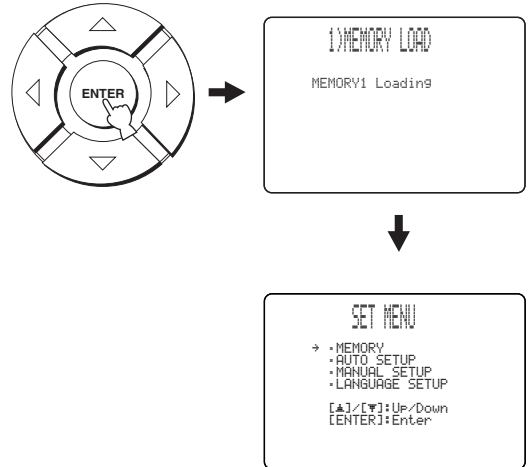 ENTER
1)MEMORY LOAD
MEMORY1 Loading
SET MENU
→ ・MEMORY
・AUTO SETUP
・MANUAL SETUP
・LANGUAGE SETUP
[▲]/[▼]:Up/Down
[ENTER]:Enter